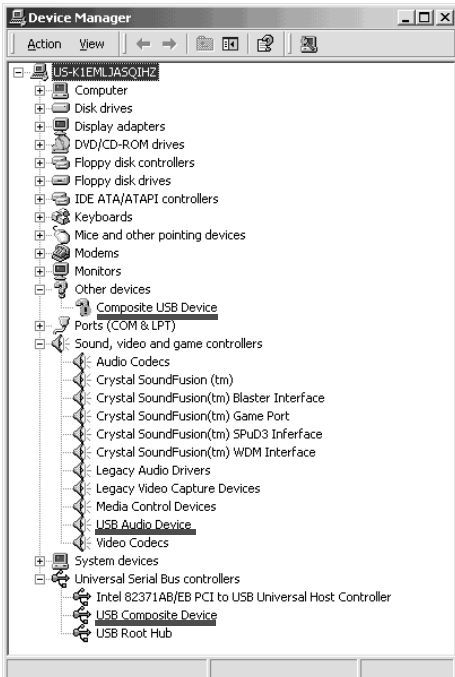 Device Manager
Action View
US-K1EMLJASQIHZ
Computer
Disk drives
Display adapters
DVD/CD-ROM drives
Floppy disk controllers
Floppy disk drives
IDE ATA/ATAPI controllers
Keyboards
Mice and other pointing devices
Modems
Monitors
Other devices
Composite USB Device
Ports (COM & LPT)
Sound, video and game controllers
Audio Codecs
Crystal SoundFusion (tm)
Crystal SoundFusion(tm) Blaster Interface
Crystal SoundFusion(tm) Game Port
Crystal SoundFusion(tm) SPuD3 Inferface
Crystal SoundFusion(tm) WDM Interface
Legacy Audio Drivers
Legacy Video Capture Devices
Media Control Devices
USB Audio Device
Video Codecs
System devices
Universal Serial Bus controllers
Intel 82371AB/EB PCI to USB Universal Host Controller
USB Composite Device
USB Root Hub